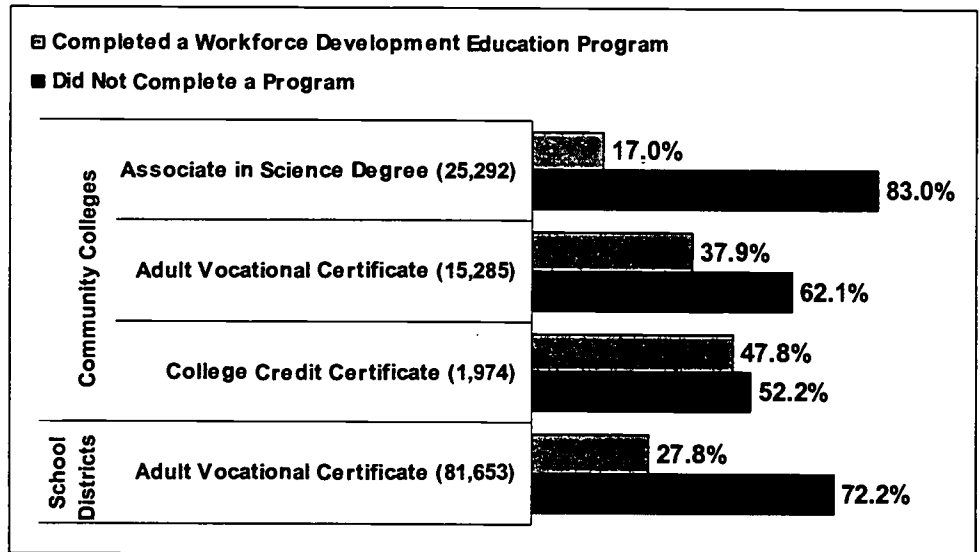 Completed a Workforce Development Education Program
Did Not Complete a Program
Community Colleges
Associate in Science Degree (25,292)
17.0%
83.0%
Adult Vocational Certificate (15,285)
37.9%
62.1%
College Credit Certificate (1,974)
47.8%
52.2%
School
Districts
Adult Vocational Certificate (81,653)
27.8%
72.2%